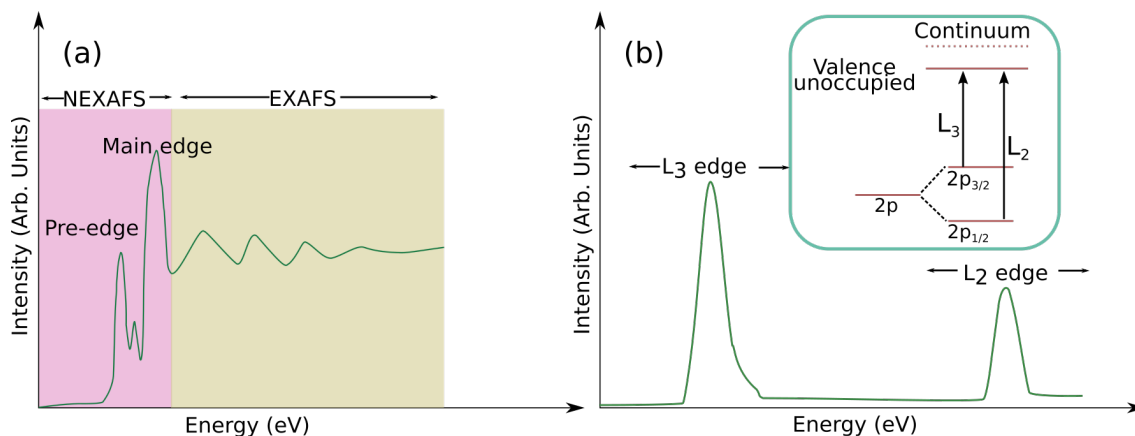 (a)
NEXAFS
EXAFS
Main edge
Pre-edge
Intensity (Arb. Units)
Energy (eV)
(b)
Continuum
Valence
unoccupied
L3
L2
2p3/2
2p
2p1/2
L3 edge
L2 edge
Intensity (Arb. Units)
Energy (eV)